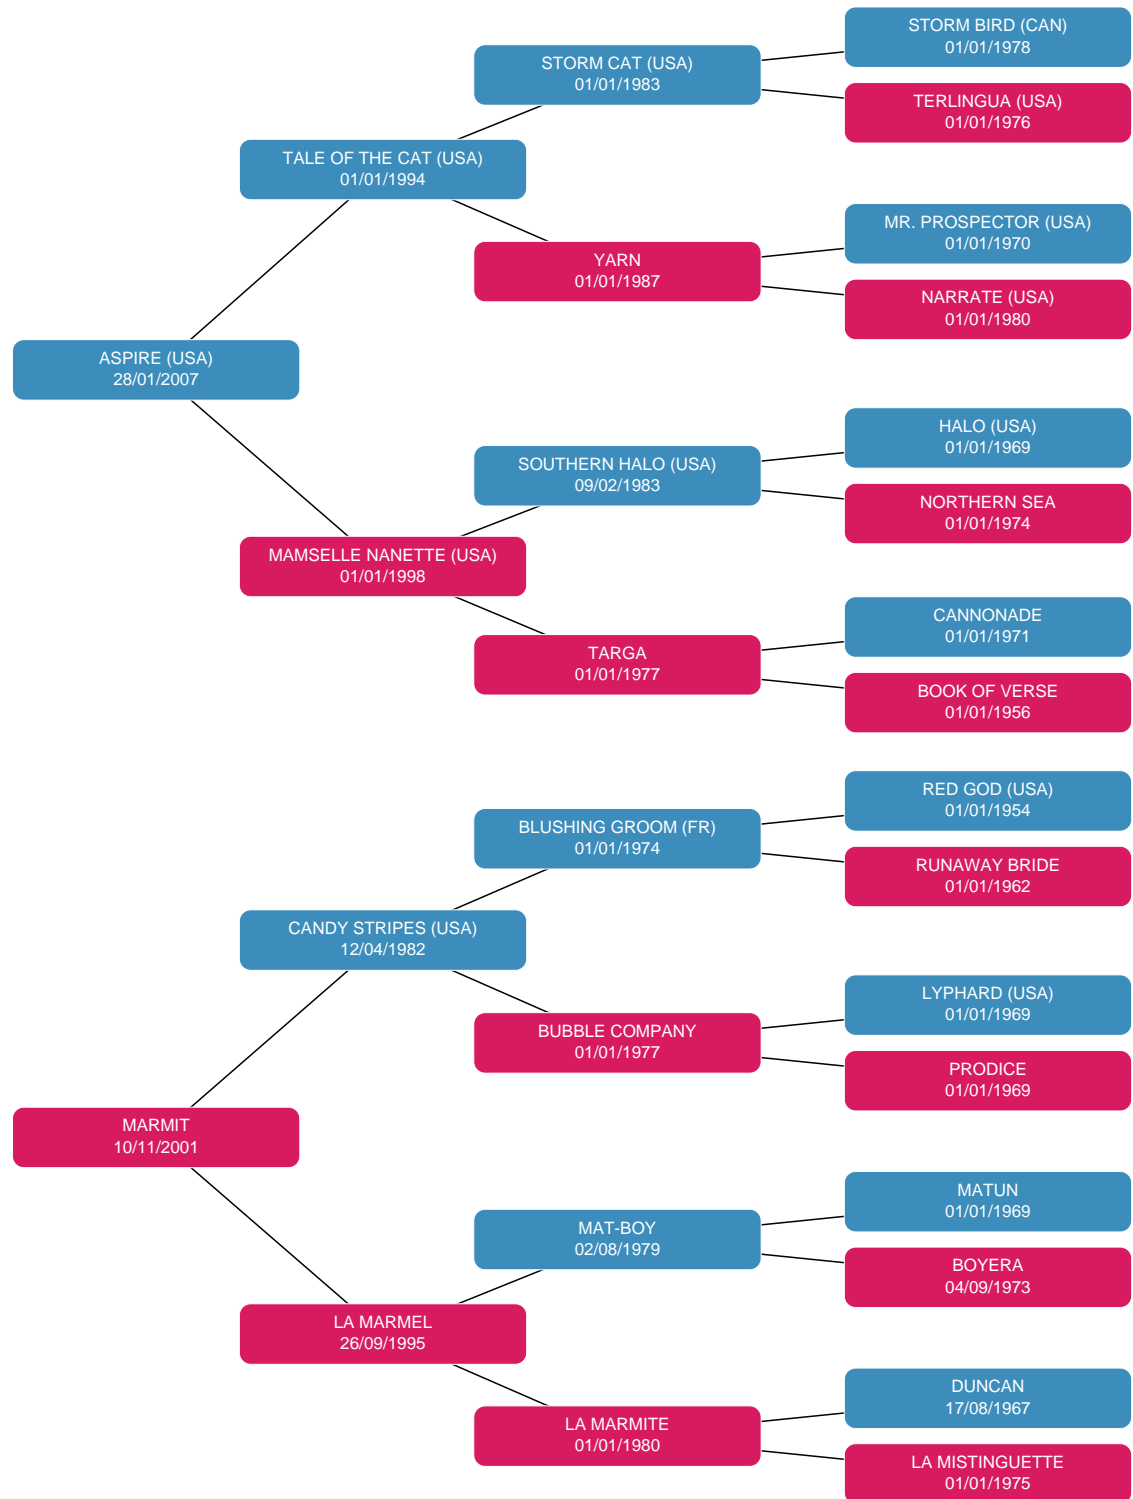 STORM BIRD (CAN)
01/01/1978
STORM CAT (USA)
01/01/1983
TERLINGUA (USA)
01/01/1976
TALE OF THE CAT (USA)
01/01/1994
MR. PROSPECTOR (USA)
01/01/1970
YARN
01/01/1987
NARRATE (USA)
01/01/1980
ASPIRE (USA)
28/01/2007
HALO (USA)
01/01/1969
SOUTHERN HALO (USA)
09/02/1983
NORTHERN SEA
01/01/1974
MAMSELLE NANETTE (USA)
01/01/1998
CANNONADE
01/01/1971
TARGA
01/01/1977
BOOK OF VERSE
01/01/1956
RED GOD (USA)
01/01/1954
BLUSHING GROOM (FR)
01/01/1974
RUNAWAY BRIDE
01/01/1962
CANDY STRIPES (USA)
12/04/1982
LYPHARD (USA)
01/01/1969
BUBBLE COMPANY
01/01/1977
PRODICE
01/01/1969
MARMIT
10/11/2001
MATUN
01/01/1969
MAT-BOY
02/08/1979
BOYERA
04/09/1973
LA MARMEL
26/09/1995
DUNCAN
17/08/1967
LA MARMITE
01/01/1980
LA MISTINGUETTE
01/01/1975